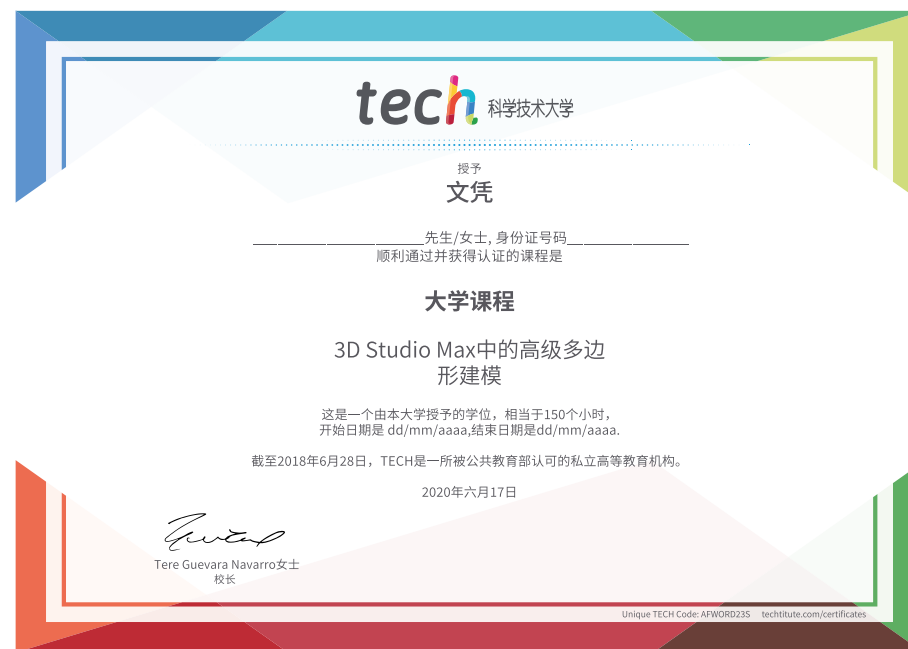 tech 科学技术大学
授予
文凭
先生/女士, 身份证号码
顺利通过并获得认证的课程是
大学课程
3D Studio Max中的高级多边
形建模
这是一个由本大学授予的学位，相当于150个小时，
开始日期是 dd/mm/aaaa,结束日期是dd/mm/aaaa.
截至2018年6月28日，TECH是一所被公共教育部认可的私立高等教育机构。
2020年六月17日
Tere Guevara Navarro女士
校长
Unique TECH Code: AFWORD23S techtitute.com/certificates